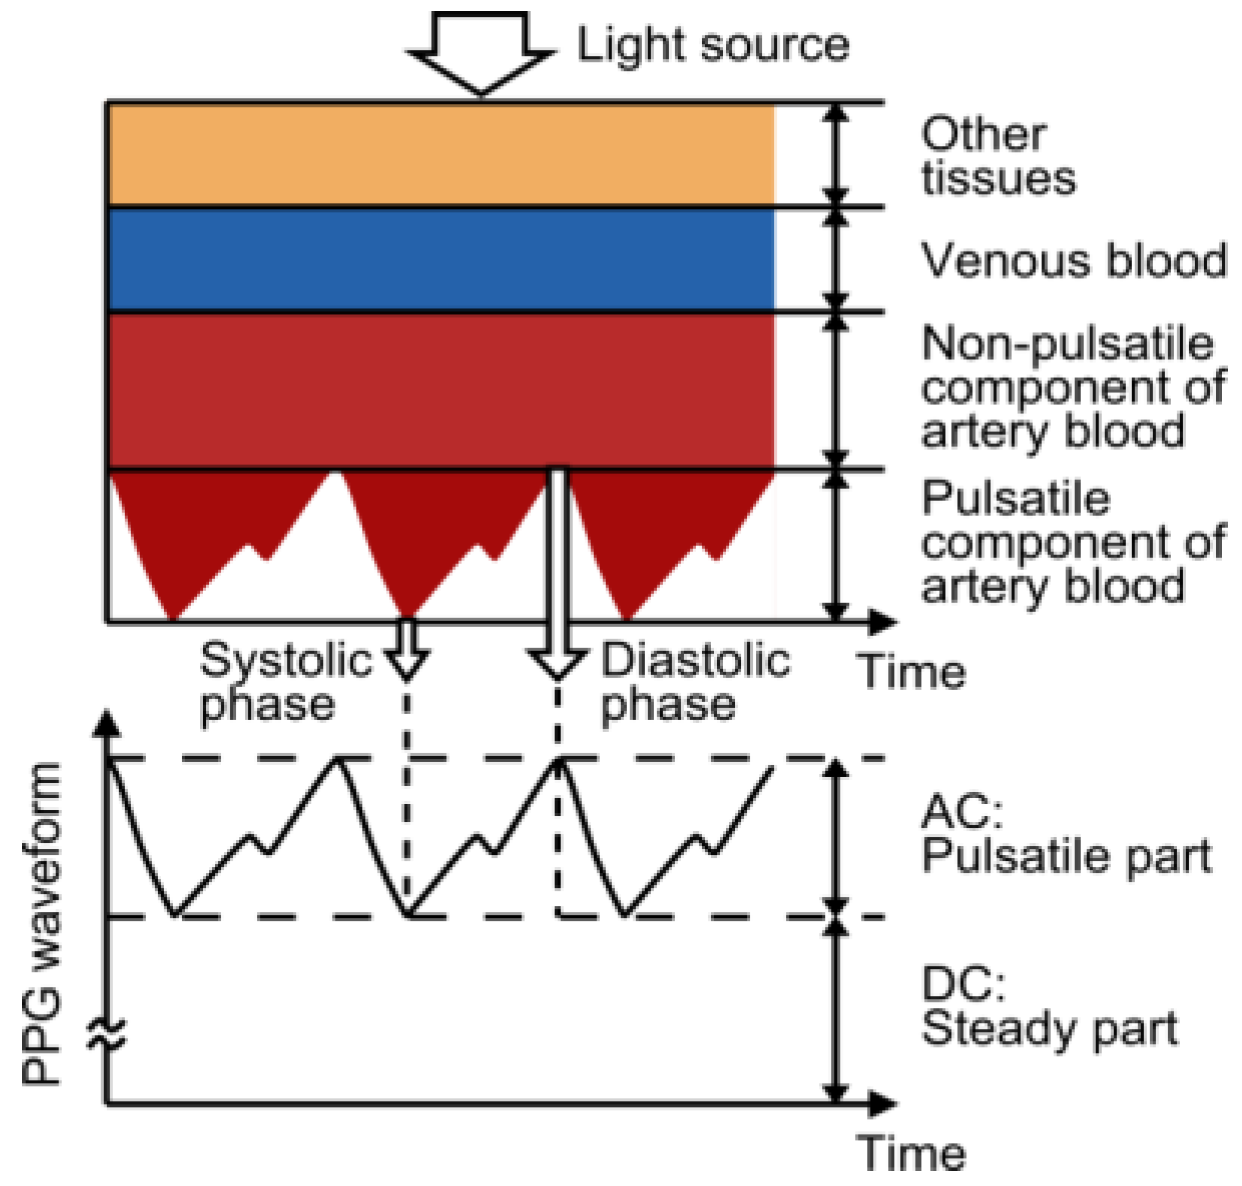 Light source
Other
tissues
Venous blood
Non-pulsatile
component of
artery blood
Pulsatile
component of
artery blood
Systolic
phase
Diastolic
phase
Time
PPG waveform
AC:
Pulsatile part
DC:
Steady part
Time